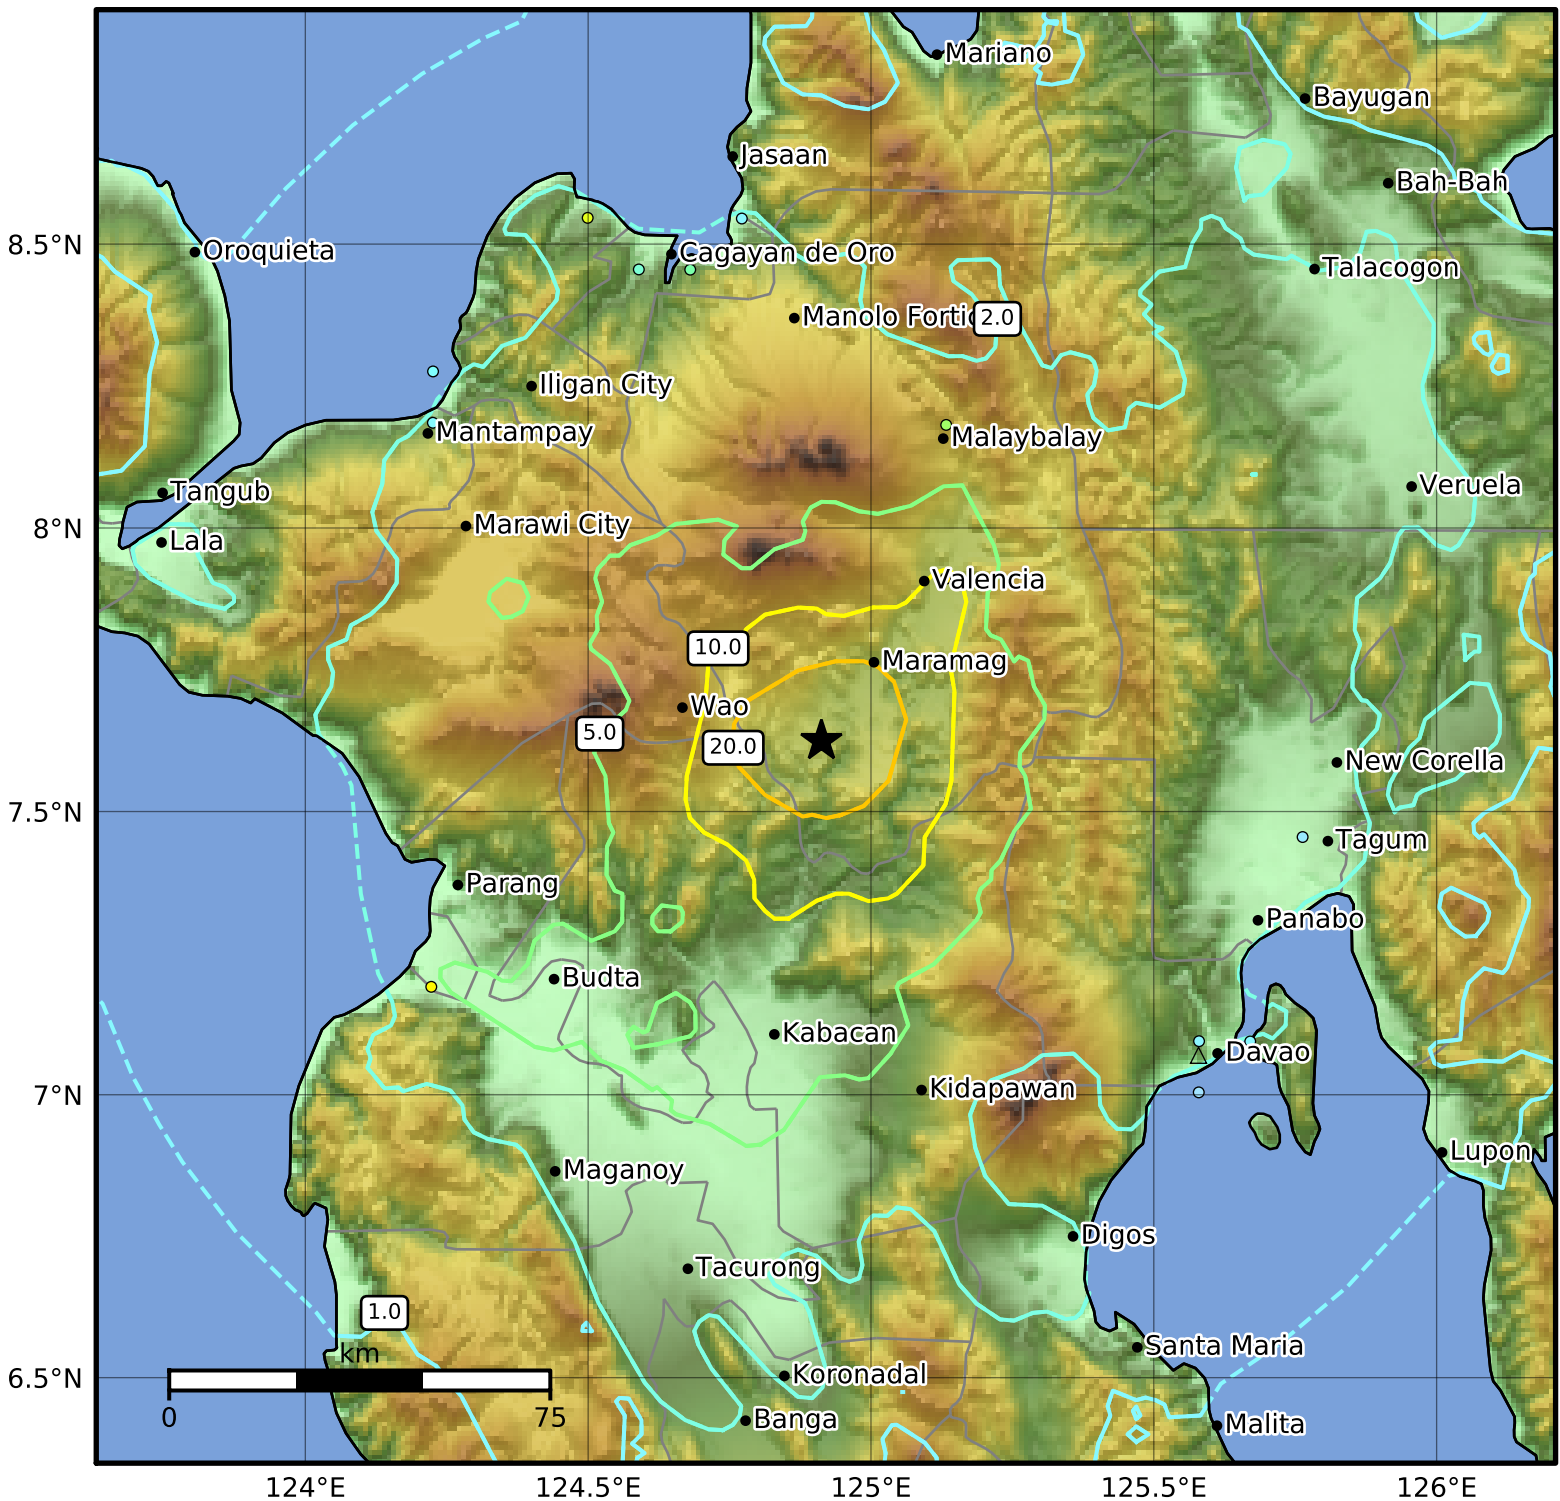 Mariano
Bayugan
Jasaan
Bah-Bah
8.5°N
Oroquieta
Cagayan de Oro
Talacogon
Manolo Fortic
2.0
Iligan City
Mantampay
Malaybalay
Tangub
Veruela
8°N
Marawi City
Lala
Valencia
10.0
Maramag
Wao
5.0
20.0
New Corella
7.5°N
Tagum
Parang
Panabo
Budta
Kabacan
Davao
7°N
Kidapawan
Lupon
Maganoy
Digos
Tacurong
1.0
Santa Maria
km
6.5°N
Koronadal
0
75
Banga
Malita
124°E
124.5°E
125°E
125.5°E
126°E